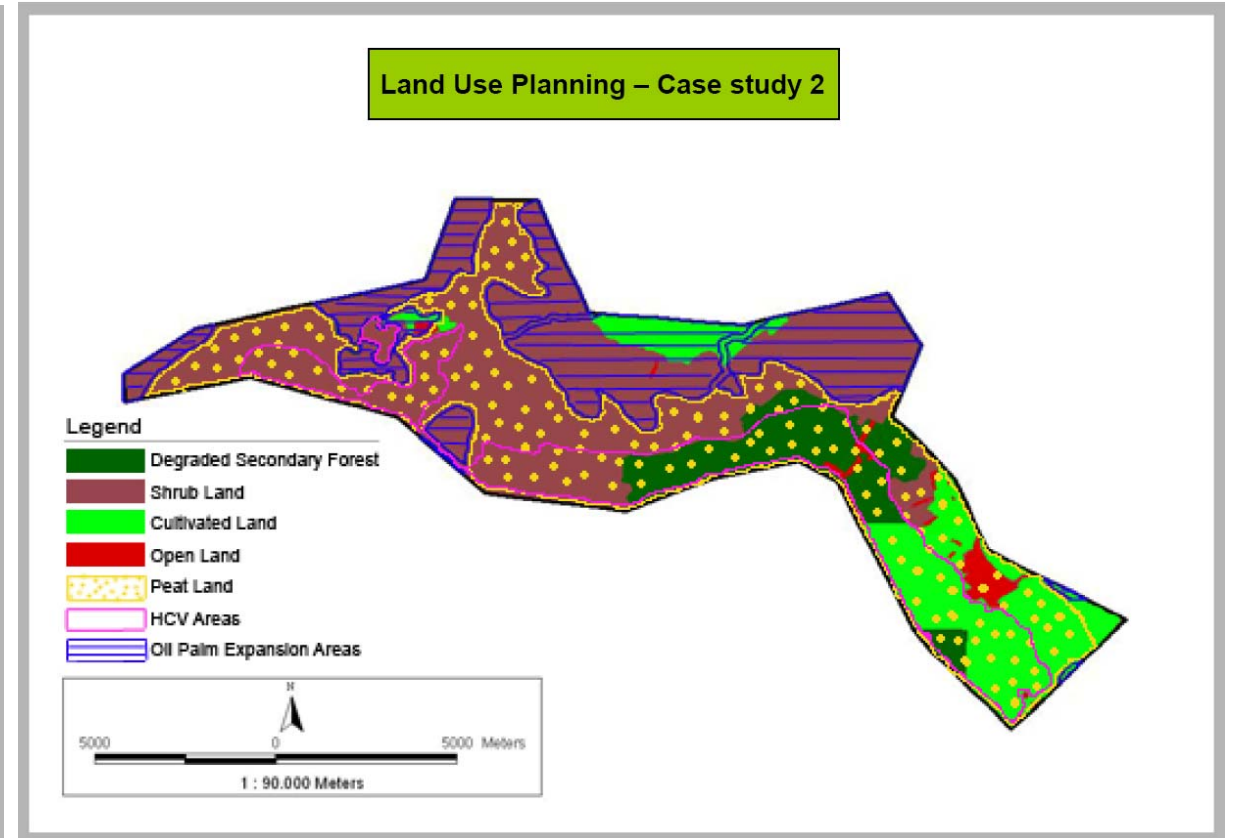 Land Use Planning – Case study 2
Legend
Degraded Secondary Forest
Shrub Land
Cultivated Land
Open Land
Peat Land
HCV Areas
Oil Palm Expansion Areas
N
5000 0 5000 Meters
1 : 90.000 Meters